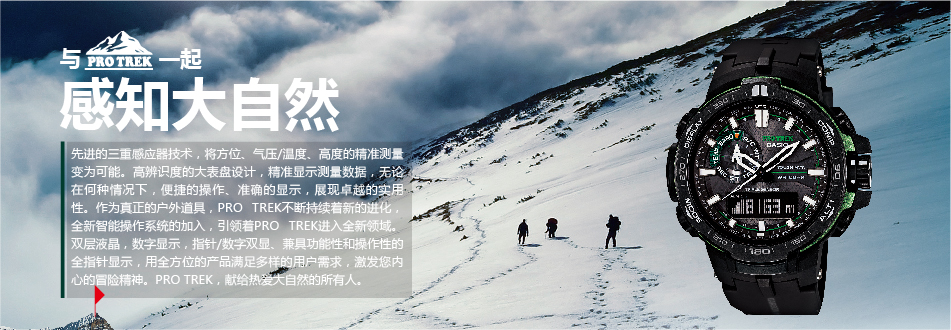 与 PRO TREK 一起
感知大自然
先进的三重感应器技术，将方位、气压/温度、高度的精准测量
变为可能。高辨识度的大表盘设计，精准显示测量数据，无论
在何种情况下，便捷的操作、准确的显示，展现卓越的实用
性。作为真正的户外道具，PRO TREK不断持续着新的进化，
全新智能操作系统的加入，引领着PRO TREK进入全新领域。
双层液晶，数字显示，指针/数字双显、兼具功能性和操作性的
全指针显示，用全方位的产品满足多样的用户需求，激发您内
心的冒险精神。PRO TREK，献给热爱大自然的所有人。
PROTREK
CASIO
COMP
ALTI
MODE
TRIPLE SENSOR